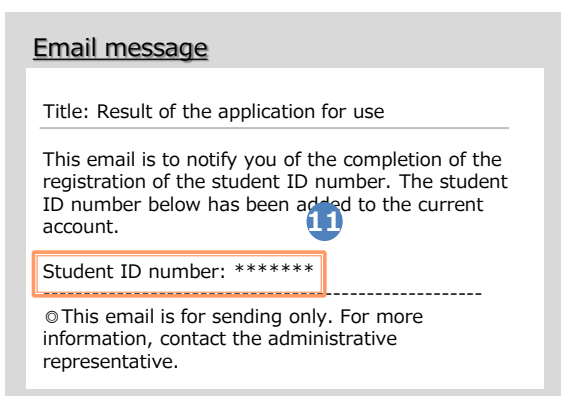 Email message
Title: Result of the application for use
This email is to notify you of the completion of the
registration of the student ID number. The student
ID number below has been added to the current
account.
11
Student ID number: *******
------------------------------------------------------
◎This email is for sending only. For more
information, contact the administrative
representative.